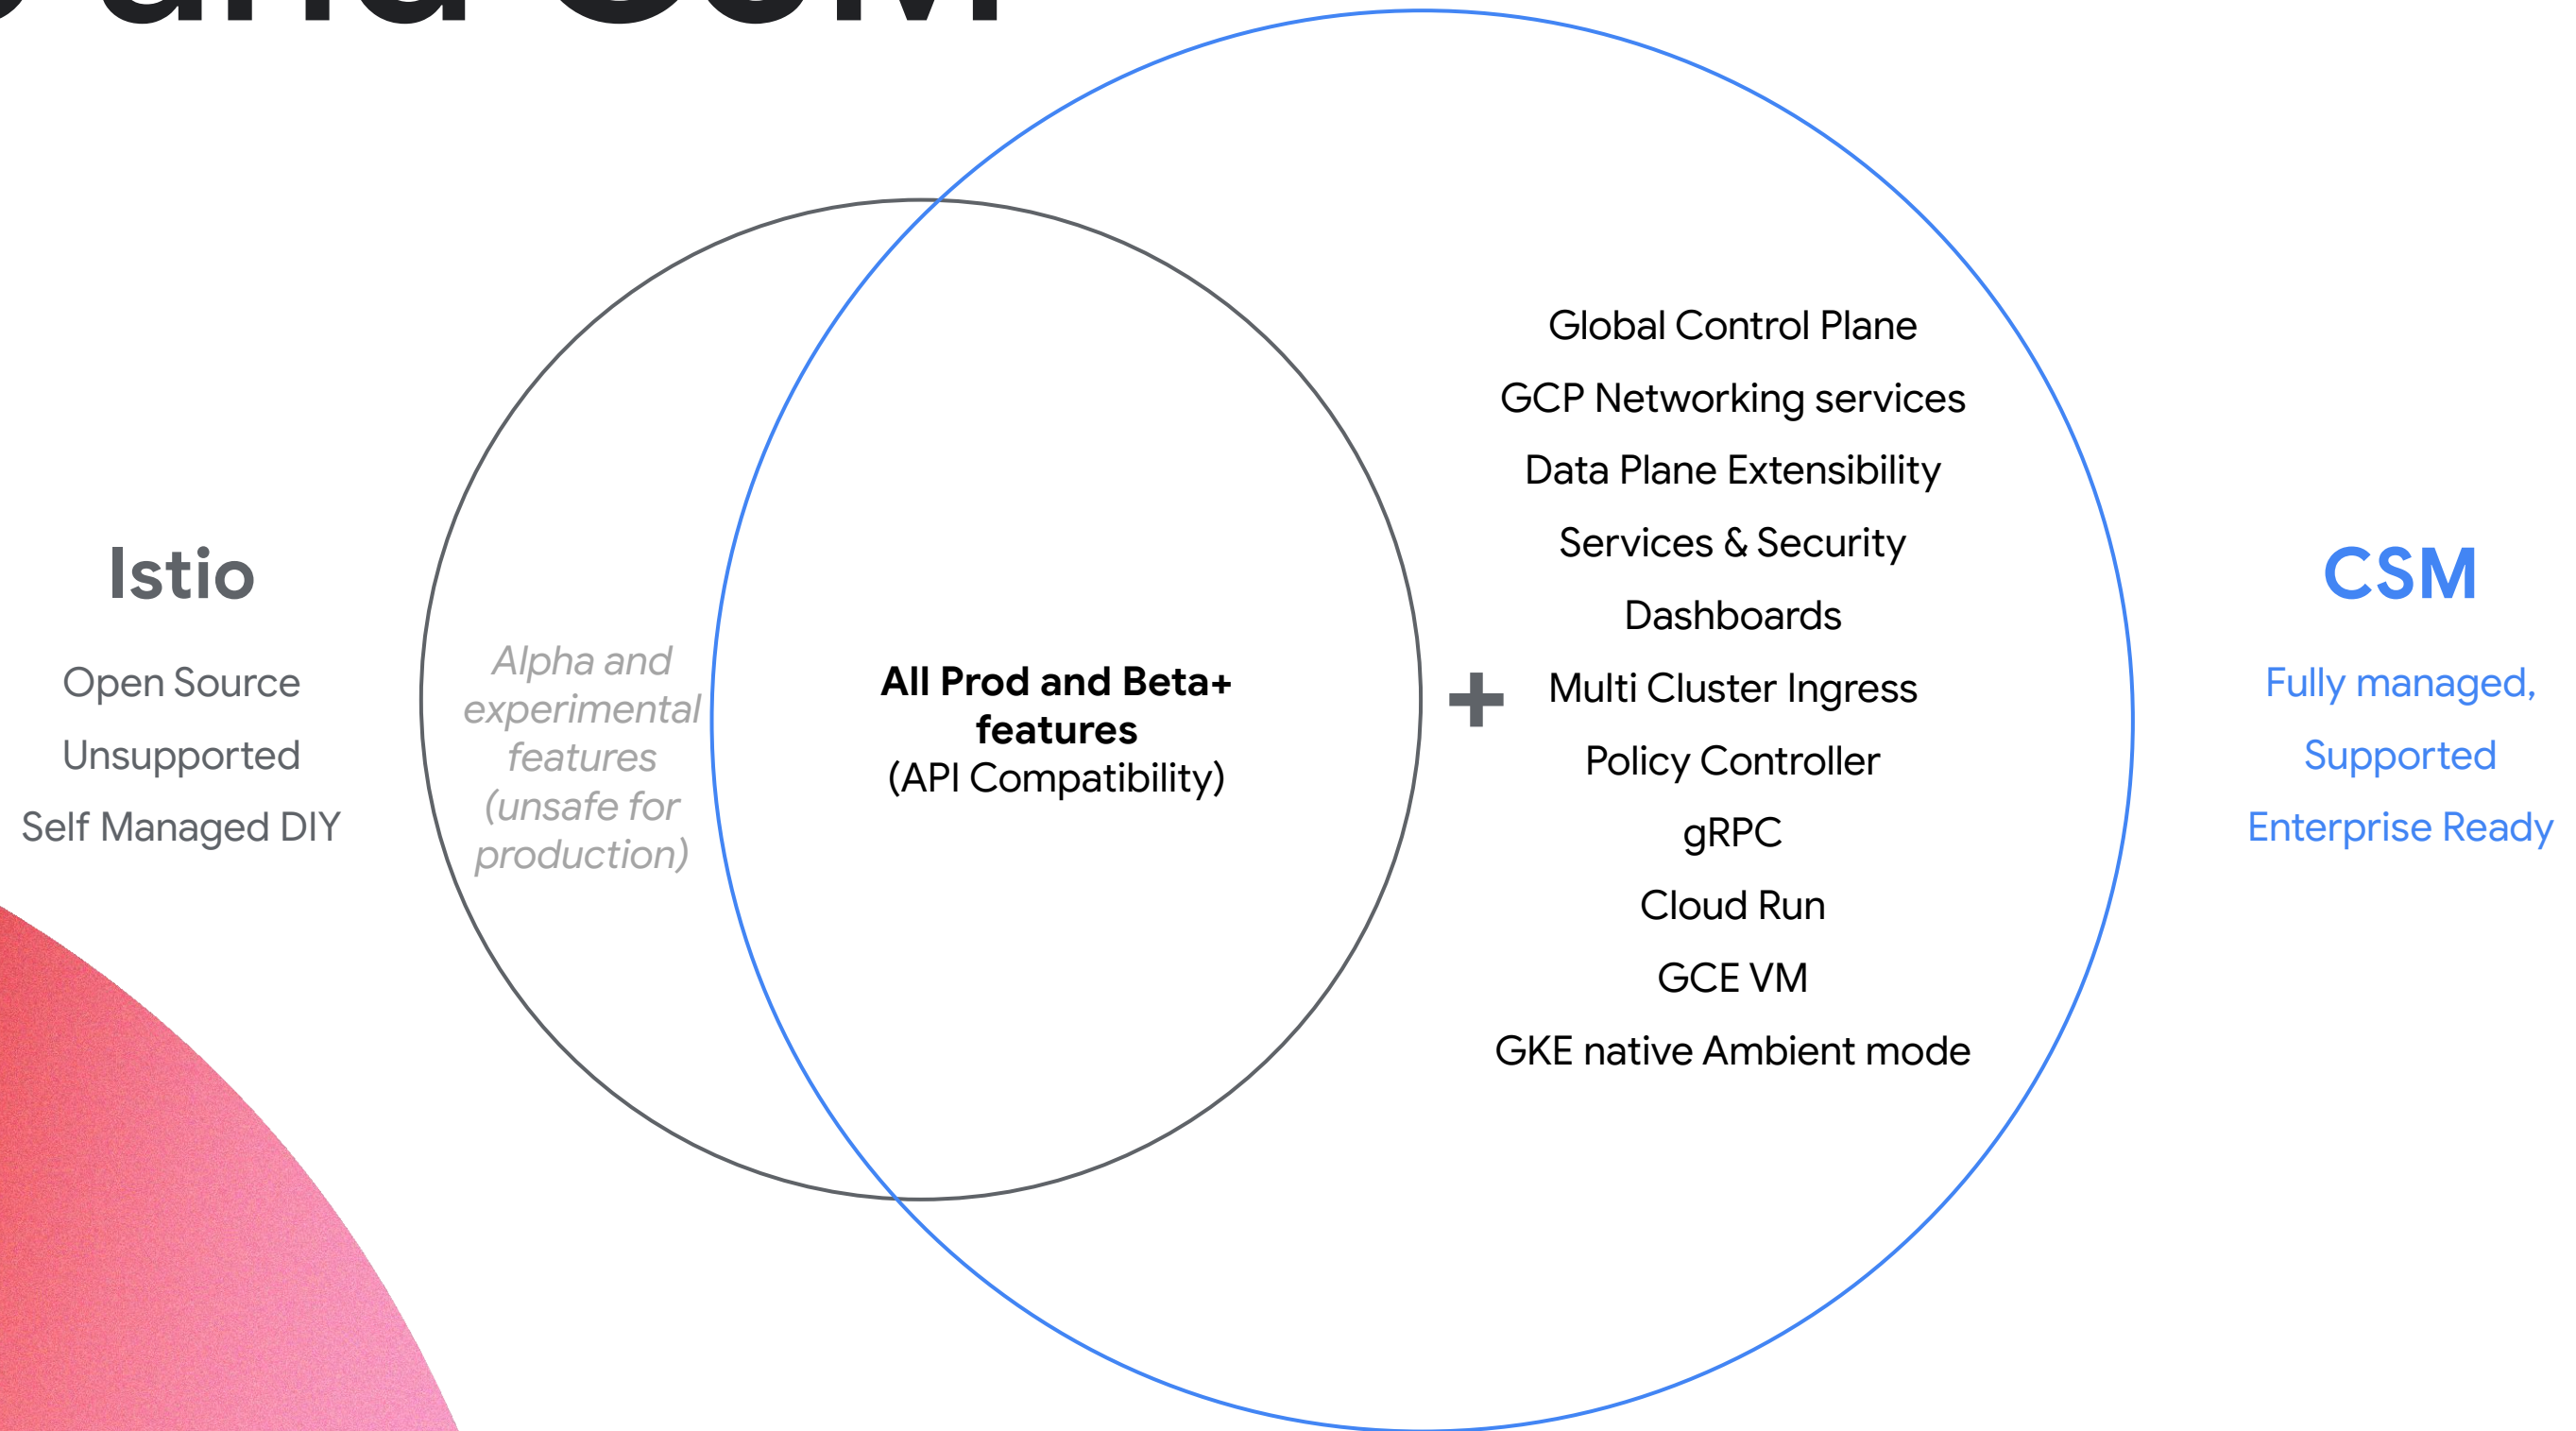 and CSM
Istio
Open Source
Unsupported
Self Managed DIY
Alpha and
experimental
features
(unsafe for
production)
All Prod and Beta+
features
(API Compatibility)
+
Global Control Plane
GCP Networking services
Data Plane Extensibility
Services & Security
Dashboards
Multi Cluster Ingress
Policy Controller
gRPC
Cloud Run
GCE VM
GKE native Ambient mode
CSM
Fully managed,
Supported
Enterprise Ready